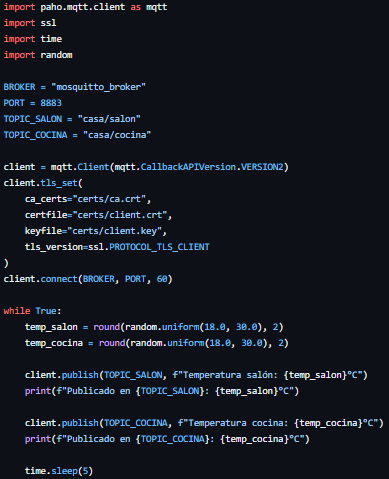 import paho.mqtt.client as mqtt
import ssl
import time
import random

BROKER = "mosquitto_broker"
PORT = 8883
TOPIC_SALON = "casa/salon"
TOPIC_COCINA = "casa/cocina"

client = mqtt.Client(mqtt.CallbackAPIVersion.VERSION2)
client.tls_set(
    ca_certs="certs/ca.crt",
    certfile="certs/client.crt",
    keyfile="certs/client.key",
    tls_version=ssl.PROTOCOL_TLS_CLIENT
)
client.connect(BROKER, PORT, 60)

while True:
    temp_salon = round(random.uniform(18.0, 30.0), 2)
    temp_cocina = round(random.uniform(18.0, 30.0), 2)

    client.publish(TOPIC_SALON, f"Temperatura salón: {temp_salon}°C")
    print(f"Publicado en {TOPIC_SALON}: {temp_salon}°C")

    client.publish(TOPIC_COCINA, f"Temperatura cocina: {temp_cocina}°C")
    print(f"Publicado en {TOPIC_COCINA}: {temp_cocina}°C")

    time.sleep(5)